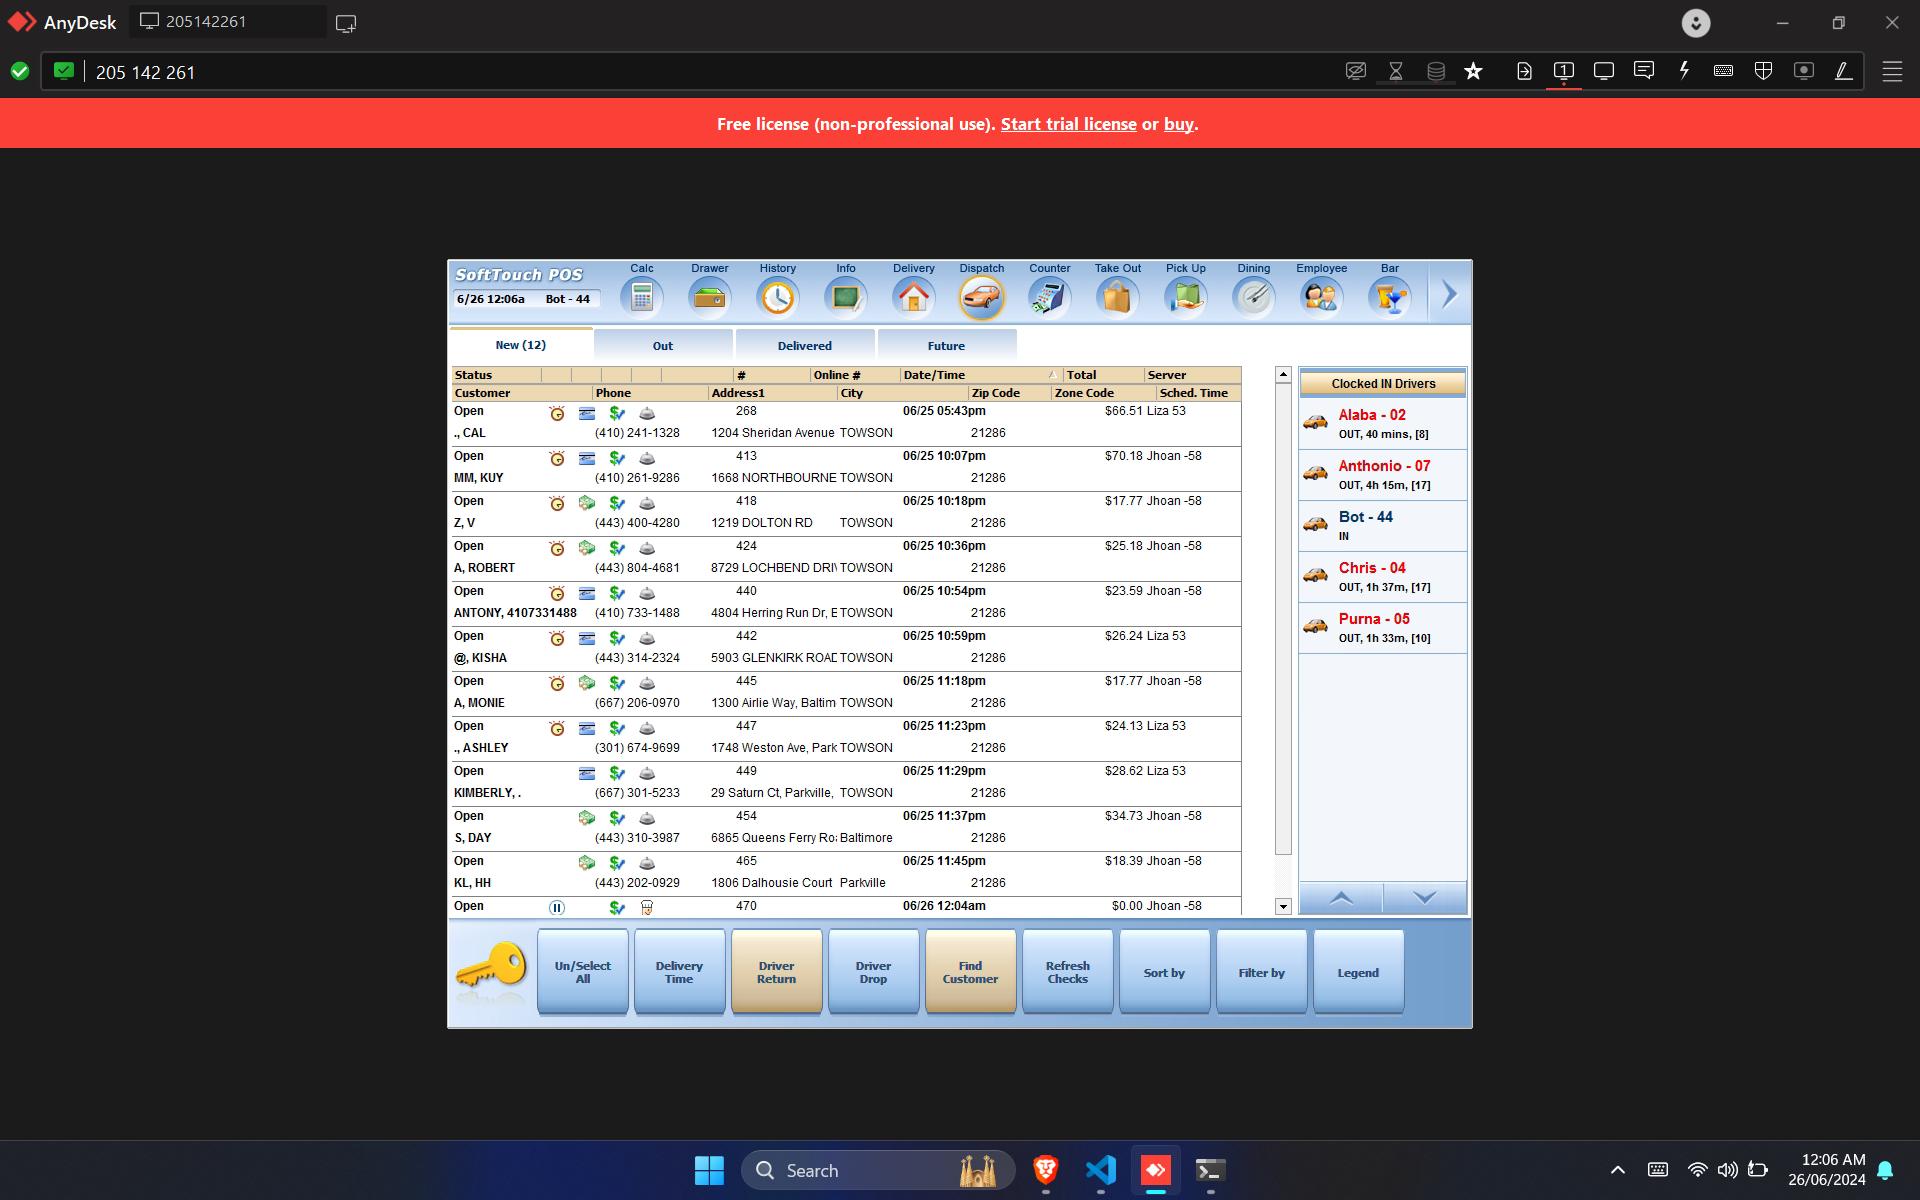 AnyDesk
205142261
205 142 261
Free license (non-professional use). Start trial license or buy.
SoftTouch POS
6/26 12:06a Bot - 44
Calc Drawer History Info Delivery Dispatch Counter Take Out Pick Up Dining Employee Bar
New (12) Out Delivered Future
Status # Online # Date/Time Total Server
Customer Phone Address1 City Zip Code Zone Code Sched. Time
Open 268 06/25 05:43pm $66.51 Liza 53
., CAL (410) 241-1328 1204 Sheridan Avenue TOWSON 21286
Open 413 06/25 10:07pm $70.18 Jhoan -58
MM, KUY (410) 261-9286 1668 NORTHBOURNE TOWSON 21286
Open 418 06/25 10:18pm $17.77 Jhoan -58
Z, V (443) 400-4280 1219 DOLTON RD TOWSON 21286
Open 424 06/25 10:36pm $25.18 Jhoan -58
A, ROBERT (443) 804-4681 8729 LOCHBEND DRI TOWSON 21286
Open 440 06/25 10:54pm $23.59 Jhoan -58
ANTONY, 4107331488 (410) 733-1488 4804 Herring Run Dr, E TOWSON 21286
Open 442 06/25 10:59pm $26.24 Liza 53
@, KISHA (443) 314-2324 5903 GLENKIRK ROAD TOWSON 21286
Open 445 06/25 11:18pm $17.77 Jhoan -58
A, MONIE (667) 206-0970 1300 Airlie Way, Baltim TOWSON 21286
Open 447 06/25 11:23pm $24.13 Liza 53
., ASHLEY (301) 674-9699 1748 Weston Ave, Park TOWSON 21286
Open 449 06/25 11:29pm $28.62 Liza 53
KIMBERLY, . (667) 301-5233 29 Saturn Ct, Parkville, TOWSON 21286
Open 454 06/25 11:37pm $34.73 Jhoan -58
S, DAY (443) 310-3987 6865 Queens Ferry Ro Baltimore 21286
Open 465 06/25 11:45pm $18.39 Jhoan -58
KL, HH (443) 202-0929 1806 Dalhousie Court Parkville 21286
Open 470 06/26 12:04am $0.00 Jhoan -58
Clocked IN Drivers
Alaba - 02
OUT, 40 mins, [8]
Anthonio - 07
OUT, 4h 15m, [17]
Bot - 44
IN
Chris - 04
OUT, 1h 37m, [17]
Purna - 05
OUT, 1h 33m, [10]
Un/Select
All
Delivery
Time
Driver
Return
Driver
Drop
Find
Customer
Refresh
Checks
Sort by
Filter by
Legend
Search
12:06 AM
26/06/2024